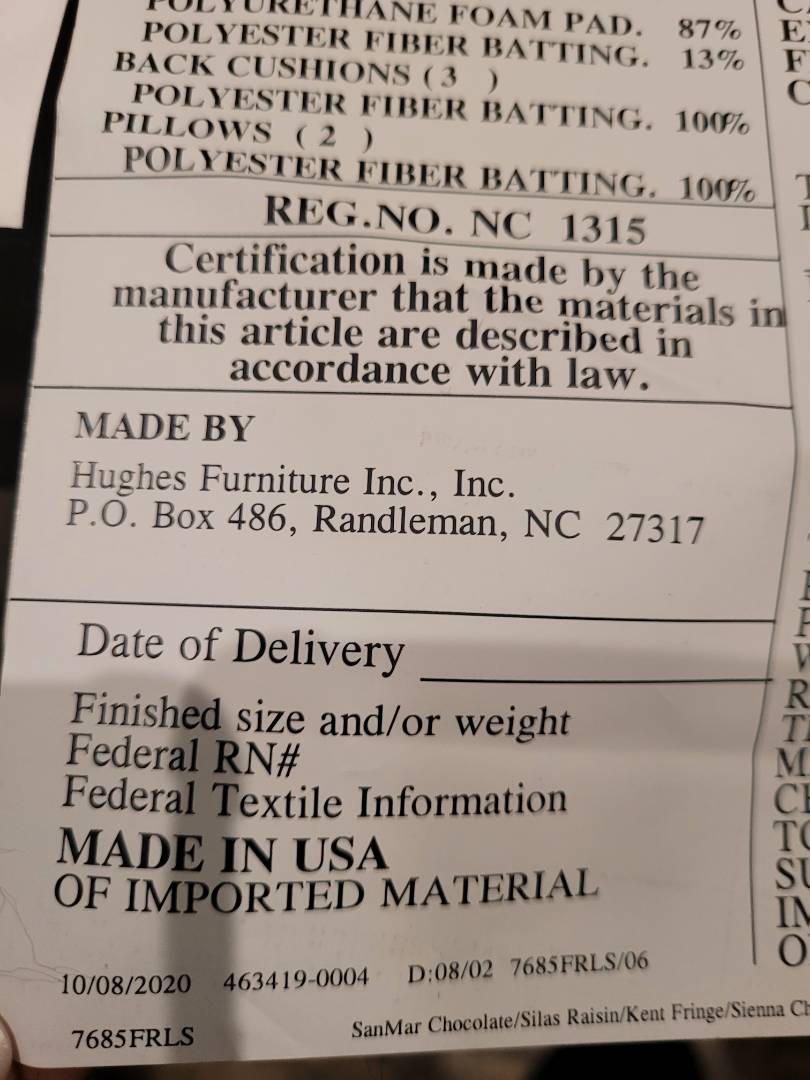 POLYURETHANE FOAM PAD. 87%
POLYESTER FIBER BATTING. 13%
BACK CUSHIONS ( 3 )
POLYESTER FIBER BATTING. 100%
PILLOWS ( 2 )
POLYESTER FIBER BATTING. 100%
REG.NO. NC 1315
Certification is made by the
manufacturer that the materials in
this article are described in
accordance with law.
MADE BY
Hughes Furniture Inc., Inc.
P.O. Box 486, Randleman, NC 27317
Date of Delivery
Finished size and/or weight
Federal RN#
Federal Textile Information
MADE IN USA
OF IMPORTED MATERIAL
10/08/2020 463419-0004 D:08/02 7685FRLS/06
7685FRLS
SanMar Chocolate/Silas Raisin/Kent Fringe/Sienna